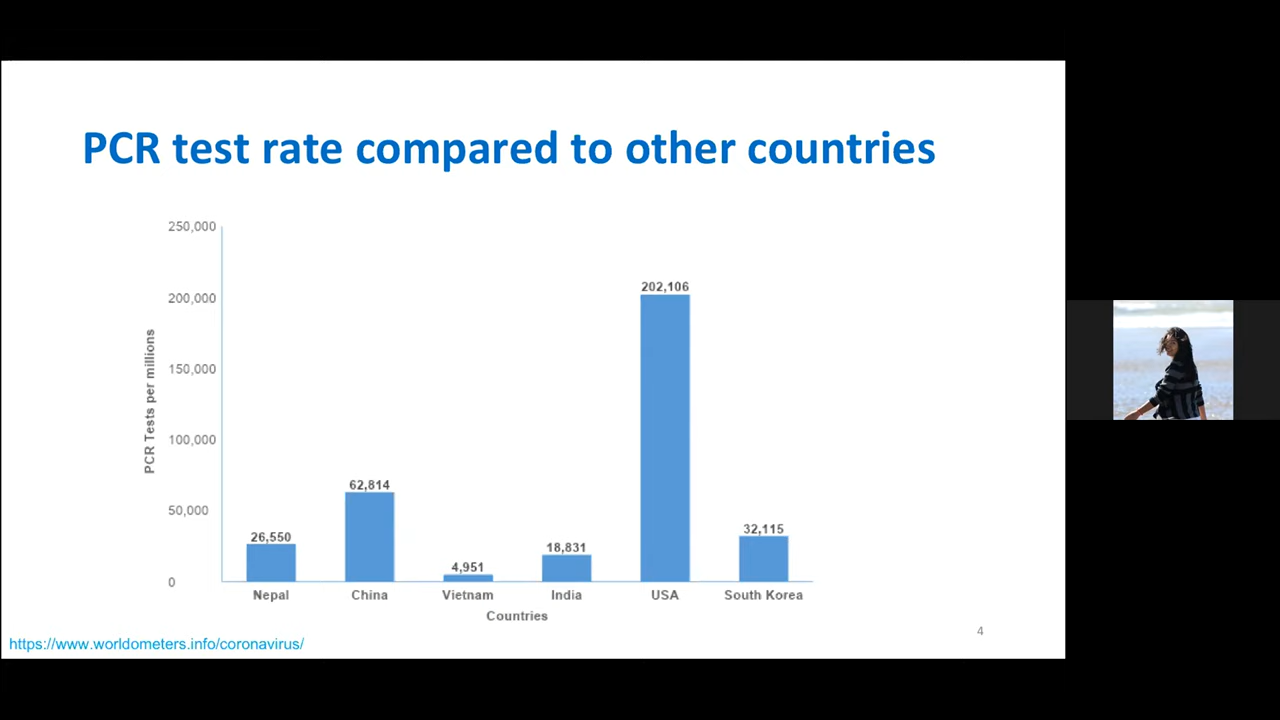 PCR test rate compared to other countries
250,000
200,000
150,000
100,000
50,000
0
PCR Tests per millions
26,550
62,814
4,951
18,831
202,106
32,115
Nepal
China
Vietnam
India
USA
South Korea
Countries
4
https://www.worldometers.info/coronavirus/